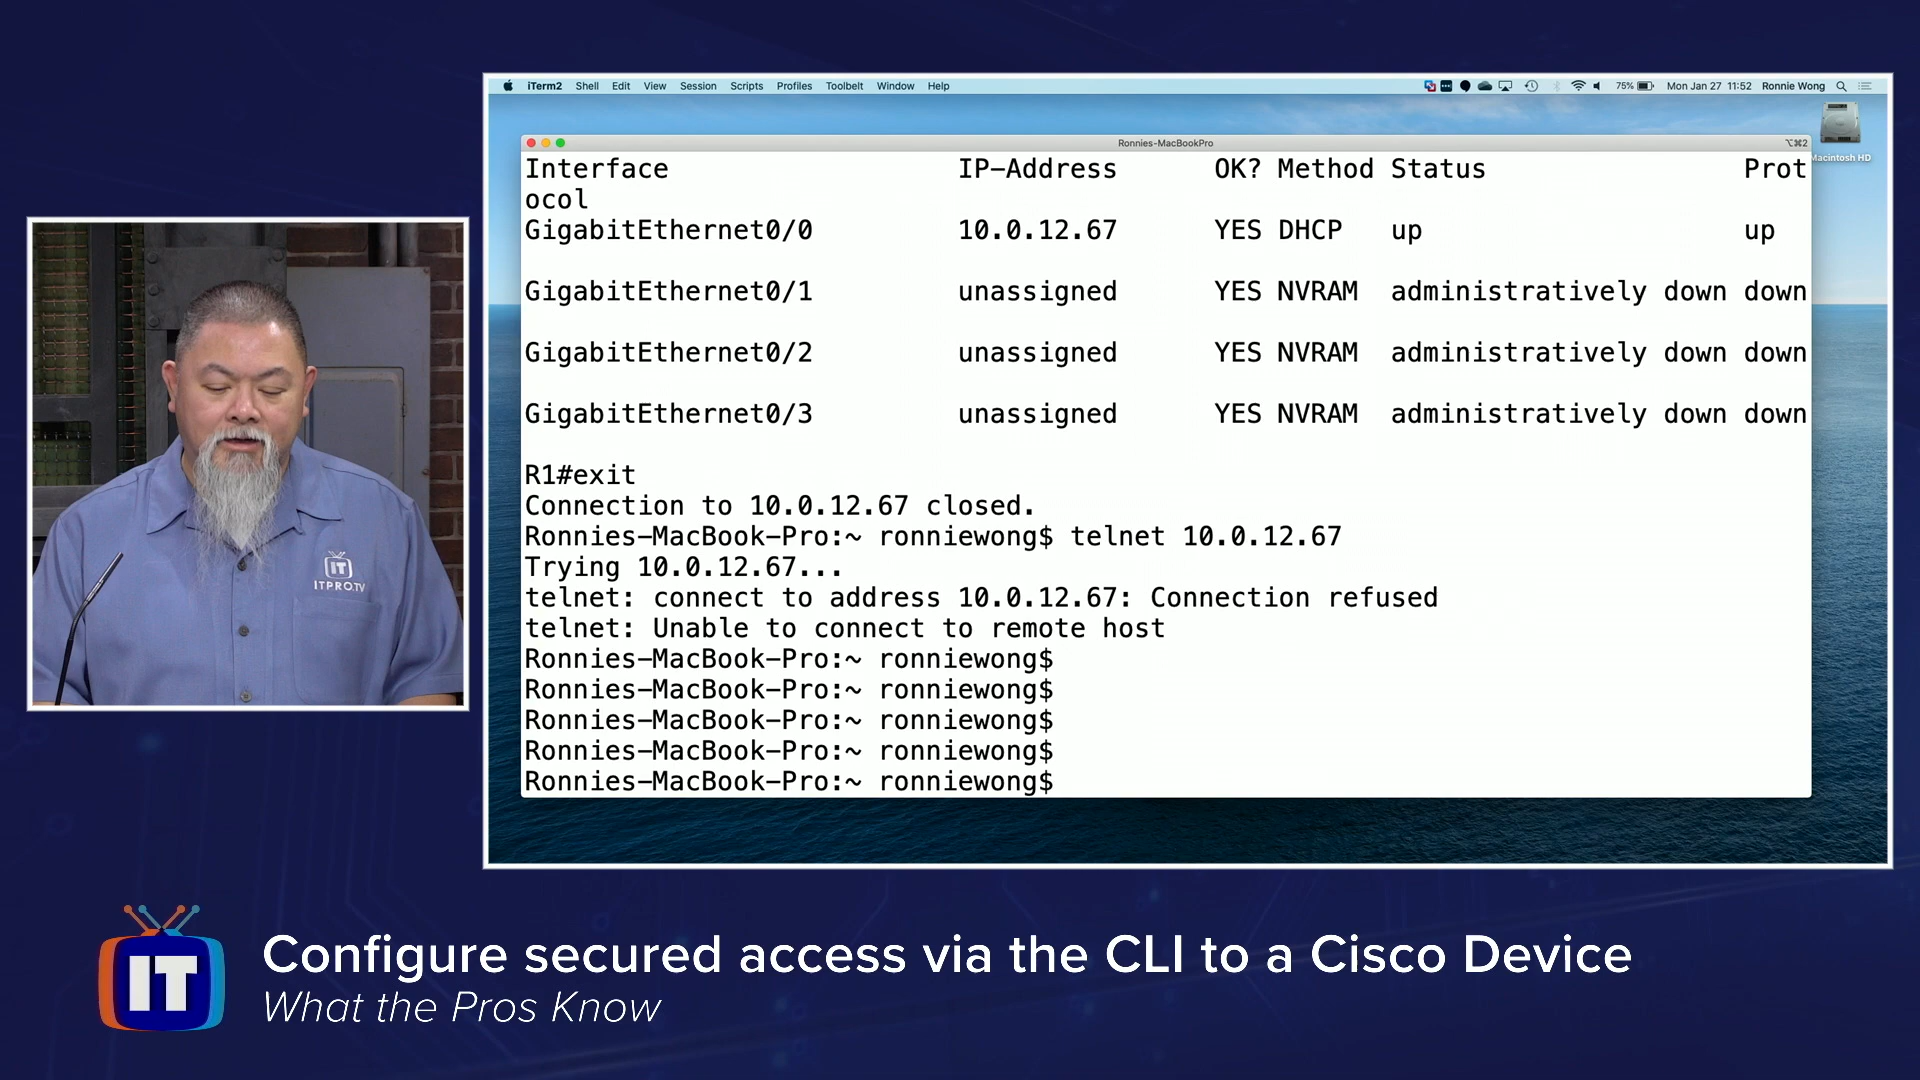 iTerm2 Shell Edit View Session Scripts Profiles Toolbelt Window Help 75% Mon Jan 27 11:52 Ronnie Wong
Macintosh HD
Ronnies-MacBookPro ⌥⌘2
Interface IP-Address OK? Method Status Prot
ocol
GigabitEthernet0/0 10.0.12.67 YES DHCP up up
GigabitEthernet0/1 unassigned YES NVRAM administratively down down
GigabitEthernet0/2 unassigned YES NVRAM administratively down down
GigabitEthernet0/3 unassigned YES NVRAM administratively down down
R1#exit
Connection to 10.0.12.67 closed.
Ronnies-MacBook-Pro:~ ronniewong$ telnet 10.0.12.67
Trying 10.0.12.67...
telnet: connect to address 10.0.12.67: Connection refused
telnet: Unable to connect to remote host
Ronnies-MacBook-Pro:~ ronniewong$
Ronnies-MacBook-Pro:~ ronniewong$
Ronnies-MacBook-Pro:~ ronniewong$
Ronnies-MacBook-Pro:~ ronniewong$
Ronnies-MacBook-Pro:~ ronniewong$
IT
ITPRO.TV
IT
Configure secured access via the CLI to a Cisco Device
What the Pros Know